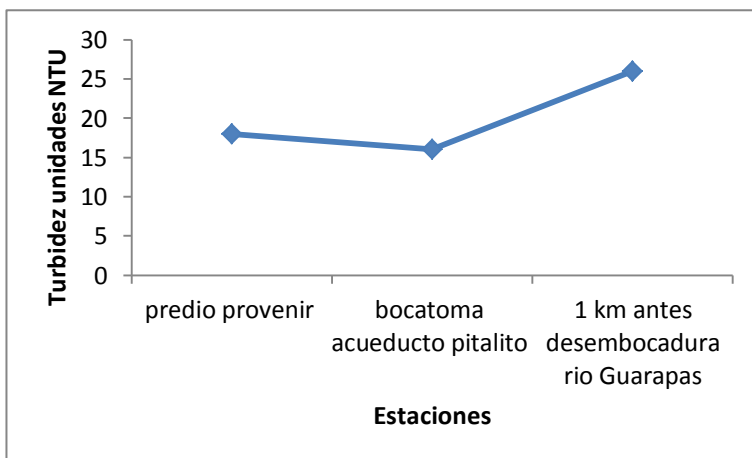 Turbidez unidades NTU
30
25
20
15
10
5
0
predio provenir
bocatoma
acueducto pitalito
1 km antes
desembocadura
rio Guarapas
Estaciones